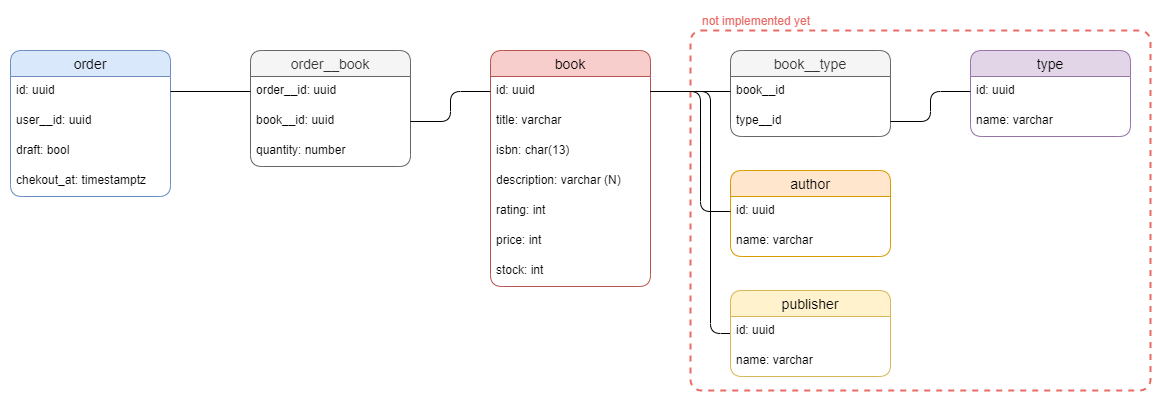 not implemented yet
order
id: uuid
user__id: uuid
draft: bool
chekout_at: timestamptz
order__book
order__id: uuid
book__id: uuid
quantity: number
book
id: uuid
title: varchar
isbn: char(13)
description: varchar (N)
rating: int
price: int
stock: int
book__type
book__id
type__id
type
id: uuid
name: varchar
author
id: uuid
name: varchar
publisher
id: uuid
name: varchar